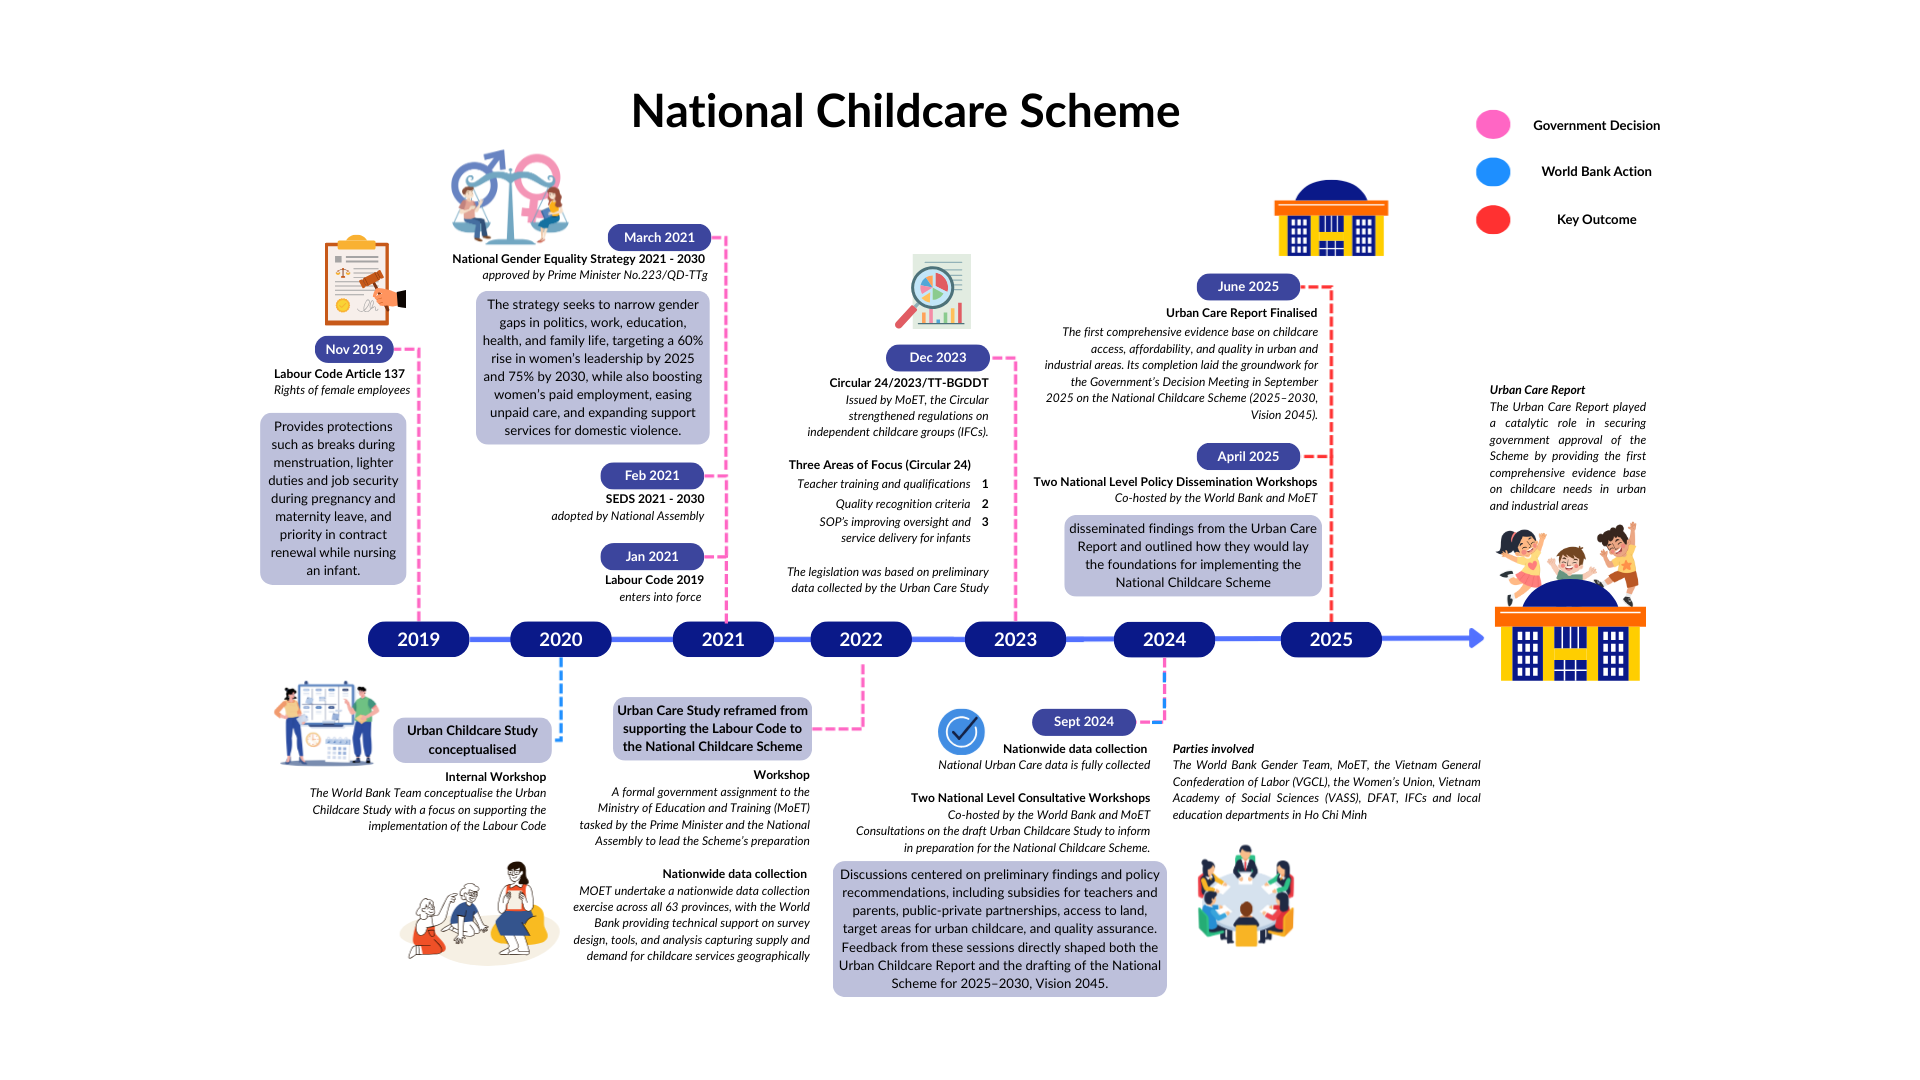 National Childcare Scheme
Government Decision
World Bank Action
Key Outcome
Nov 2019
Labour Code Article 137
Rights of female employees
Provides protections
such as breaks during
menstruation, lighter
duties and job security
during pregnancy and
maternity leave, and
priority in contract
renewal while nursing
an infant.
March 2021
National Gender Equality Strategy 2021 - 2030
approved by Prime Minister No.223/QD-TTg
The strategy seeks to narrow gender
gaps in politics, work, education,
health, and family life, targeting a 60%
rise in women's leadership by 2025
and 75% by 2030, while also boosting
women's paid employment, easing
unpaid care, and expanding support
services for domestic violence.
Feb 2021
SEDS 2021 - 2030
adopted by National Assembly
Jan 2021
Labour Code 2019
enters into force
Dec 2023
Circular 24/2023/TT-BGDDT
Issued by MoET, the Circular
strengthened regulations on
independent childcare groups (IFCs).
Three Areas of Focus (Circular 24)
Teacher training and qualifications 1
Quality recognition criteria 2
SOP's improving oversight and 3
service delivery for infants
The legislation was based on preliminary
data collected by the Urban Care Study
June 2025
Urban Care Report Finalised
The first comprehensive evidence base on childcare
access, affordability, and quality in urban and
industrial areas. Its completion laid the groundwork for
the Government's Decision Meeting in September
2025 on the National Childcare Scheme (2025–2030,
Vision 2045).
April 2025
Two National Level Policy Dissemination Workshops
Co-hosted by the World Bank and MoET
disseminated findings from the Urban Care
Report and outlined how they would lay
the foundations for implementing the
National Childcare Scheme
Urban Care Report
The Urban Care Report played
a catalytic role in securing
government approval of the
Scheme by providing the first
comprehensive evidence base
on childcare needs in urban
and industrial areas
2019
2020
2021
2022
2023
2024
2025
Urban Childcare Study
conceptualised
Internal Workshop
The World Bank Team conceptualise the Urban
Childcare Study with a focus on supporting the
implementation of the Labour Code
Urban Care Study reframed from
supporting the Labour Code to
the National Childcare Scheme
Workshop
A formal government assignment to the
Ministry of Education and Training (MoET)
tasked by the Prime Minister and the National
Assembly to lead the Scheme's preparation
Nationwide data collection
MOET undertake a nationwide data collection
exercise across all 63 provinces, with the World
Bank providing technical support on survey
design, tools, and analysis capturing supply and
demand for childcare services geographically
Sept 2024
Nationwide data collection
National Urban Care data is fully collected
Two National Level Consultative Workshops
Co-hosted by the World Bank and MoET
Consultations on the draft Urban Childcare Study to inform
in preparation for the National Childcare Scheme.
Discussions centered on preliminary findings and policy
recommendations, including subsidies for teachers and
parents, public-private partnerships, access to land,
target areas for urban childcare, and quality assurance.
Feedback from these sessions directly shaped both the
Urban Childcare Report and the drafting of the National
Scheme for 2025–2030, Vision 2045.
Parties involved
The World Bank Gender Team, MoET, the Vietnam General
Confederation of Labor (VGCL), the Women's Union, Vietnam
Academy of Social Sciences (VASS), DFAT, IFCs and local
education departments in Ho Chi Minh